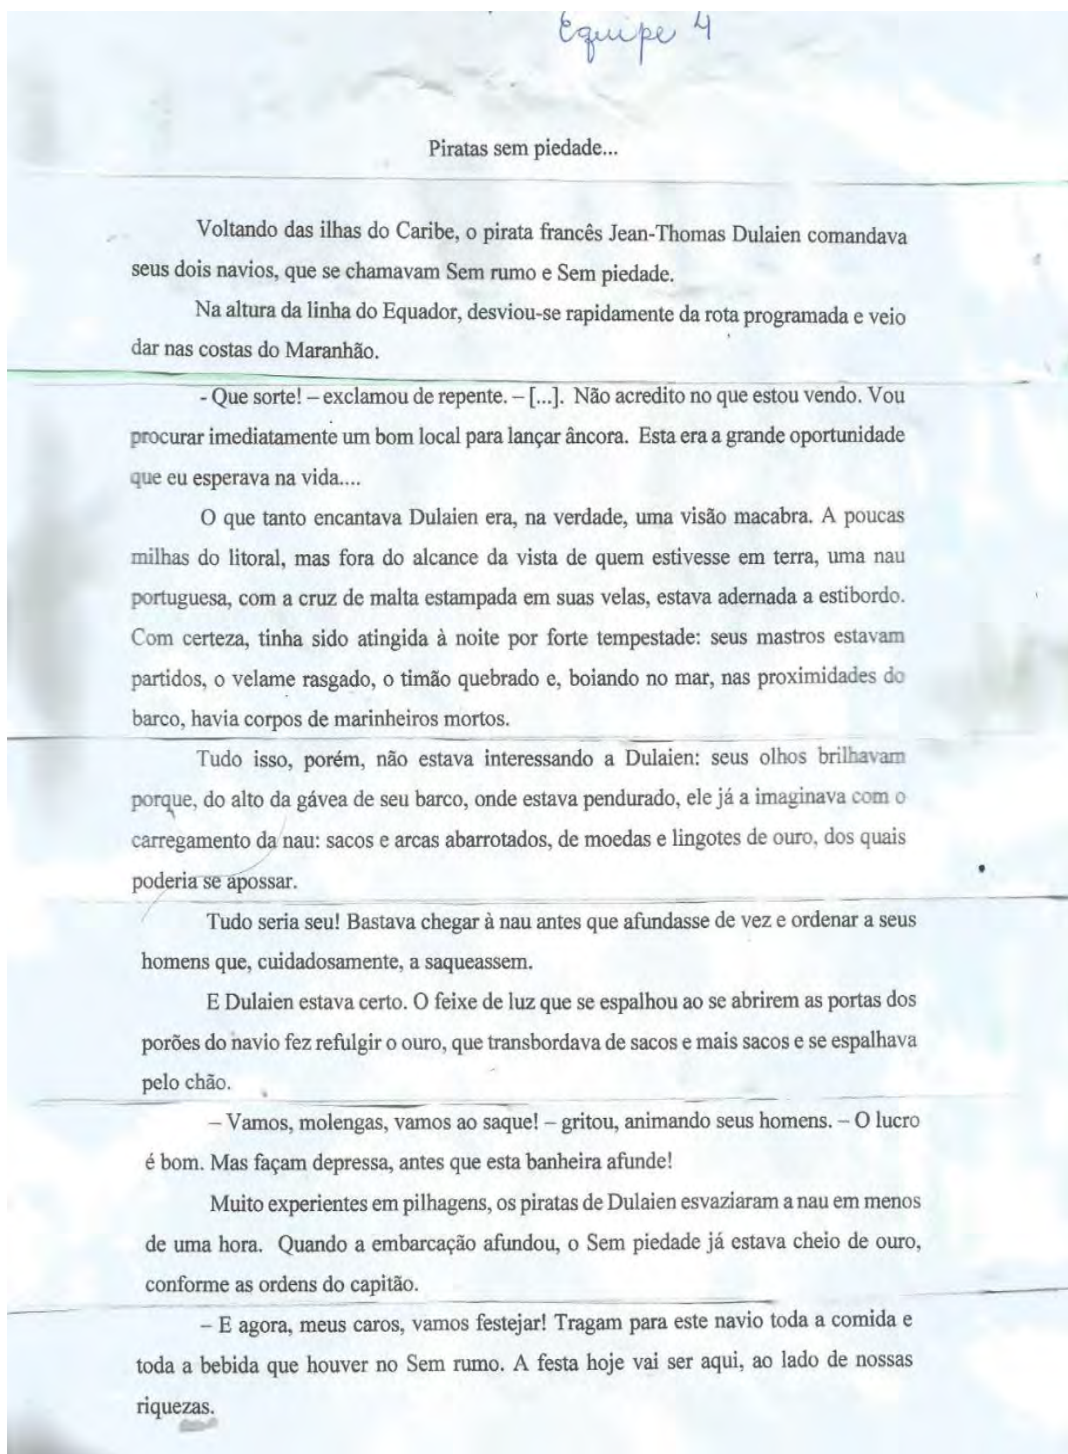 Equipe 4
Piratas sem piedade...
Voltando das ilhas do Caribe, o pirata francês Jean-Thomas Dulaien comandava
seus dois navios, que se chamavam Sem rumo e Sem piedade.
Na altura da linha do Equador, desviou-se rapidamente da rota programada e veio
dar nas costas do Maranhão.
- Que sorte! – exclamou de repente. – [...]. Não acredito no que estou vendo. Vou
procurar imediatamente um bom local para lançar âncora. Esta era a grande oportunidade
que eu esperava na vida....
O que tanto encantava Dulaien era, na verdade, uma visão macabra. A poucas
milhas do litoral, mas fora do alcance da vista de quem estivesse em terra, uma nau
portuguesa, com a cruz de malta estampada em suas velas, estava adernada a estibordo.
Com certeza, tinha sido atingida à noite por forte tempestade: seus mastros estavam
partidos, o velame rasgado, o timão quebrado e, boiando no mar, nas proximidades do
barco, havia corpos de marinheiros mortos.
Tudo isso, porém, não estava interessando a Dulaien: seus olhos brilhavam
porque, do alto da gávea de seu barco, onde estava pendurado, ele já a imaginava com o
carregamento da nau: sacos e arcas abarrotados, de moedas e lingotes de ouro, dos quais
poderia se apossar.
Tudo seria seu! Bastava chegar à nau antes que afundasse de vez e ordenar a seus
homens que, cuidadosamente, a saqueassem.
E Dulaien estava certo. O feixe de luz que se espalhou ao se abrirem as portas dos
porões do navio fez refulgir o ouro, que transbordava de sacos e mais sacos e se espalhava
pelo chão.
– Vamos, molengas, vamos ao saque! – gritou, animando seus homens. – O lucro
é bom. Mas façam depressa, antes que esta banheira afunde!
Muito experientes em pilhagens, os piratas de Dulaien esvaziaram a nau em menos
de uma hora. Quando a embarcação afundou, o Sem piedade já estava cheio de ouro,
conforme as ordens do capitão.
– E agora, meus caros, vamos festejar! Tragam para este navio toda a comida e
toda a bebida que houver no Sem rumo. A festa hoje vai ser aqui, ao lado de nossas
riquezas.